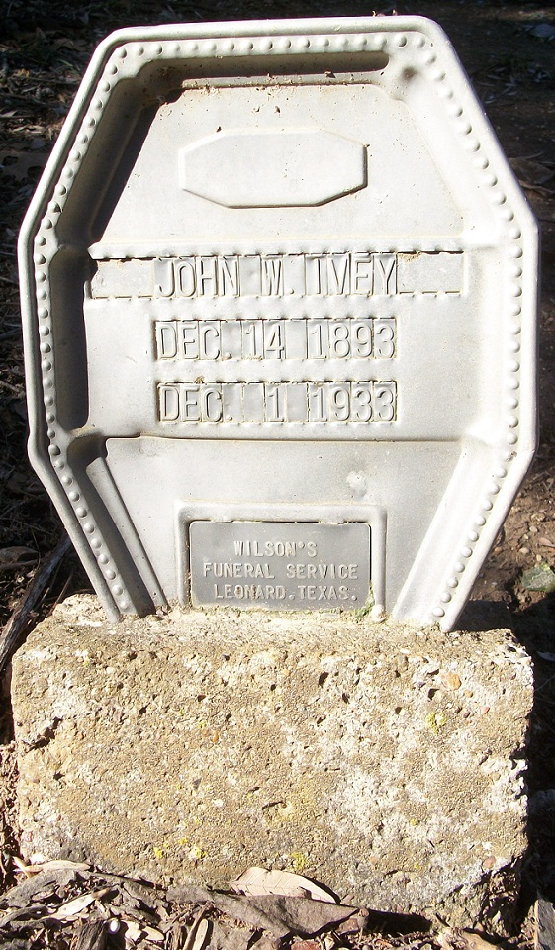 JOHN W. IVEY
DEC. 14 1893
DEC. 1 1933
WILSON'S
FUNERAL SERVICE
LEONARD, TEXAS.